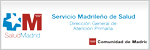 SaludMadrid
Servicio Madrileño de Salud
Dirección General de
Atención Primaria
Comunidad de Madrid